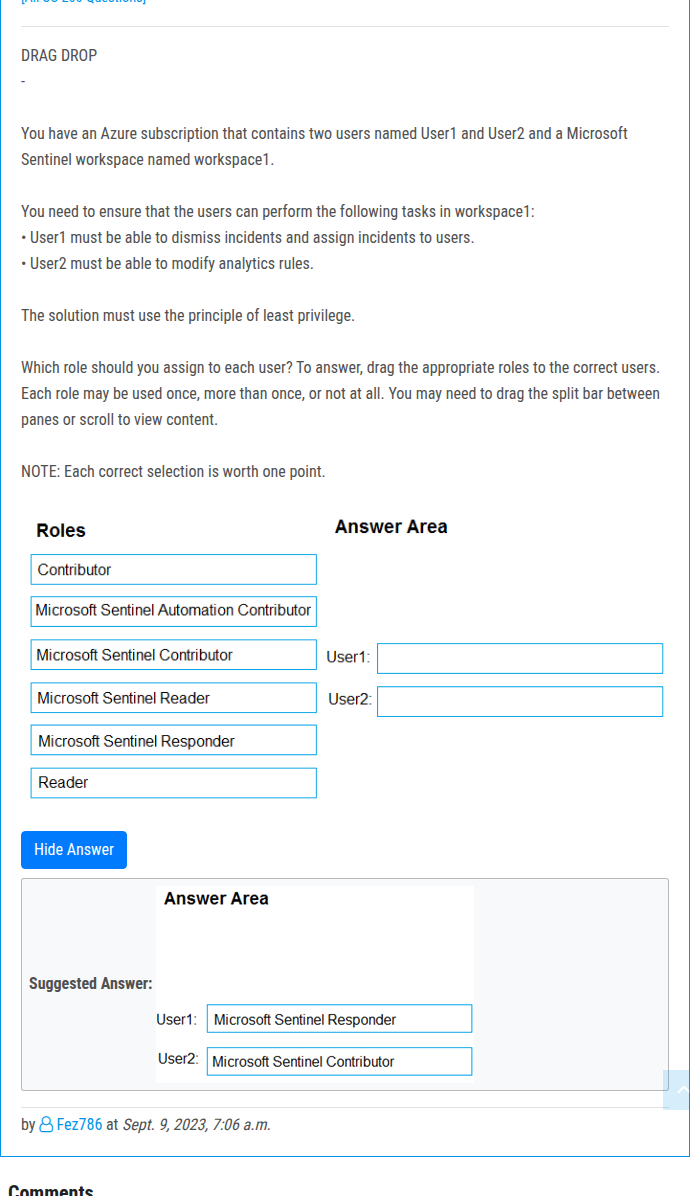 [All SC-200 Questions]
DRAG DROP
-
You have an Azure subscription that contains two users named User1 and User2 and a Microsoft
Sentinel workspace named workspace1.
You need to ensure that the users can perform the following tasks in workspace1:
• User1 must be able to dismiss incidents and assign incidents to users.
• User2 must be able to modify analytics rules.
The solution must use the principle of least privilege.
Which role should you assign to each user? To answer, drag the appropriate roles to the correct users.
Each role may be used once, more than once, or not at all. You may need to drag the split bar between
panes or scroll to view content.
NOTE: Each correct selection is worth one point.
Roles
Answer Area
Contributor
Microsoft Sentinel Automation Contributor
Microsoft Sentinel Contributor
User1:
Microsoft Sentinel Reader
User2:
Microsoft Sentinel Responder
Reader
Hide Answer
Answer Area
Suggested Answer:
User1: Microsoft Sentinel Responder
User2: Microsoft Sentinel Contributor
by Fez786 at Sept. 9, 2023, 7:06 a.m.
Comments